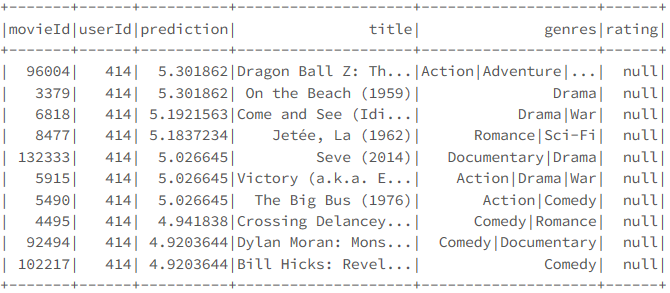 +-------+------+----------+--------------------+--------------------+------+
|movieId|userId|prediction|               title|              genres|rating|
+-------+------+----------+--------------------+--------------------+------+
|  96004|   414|  5.301862|Dragon Ball Z: Th...|Action|Adventure|...|  null|
|   3379|   414|  5.301862| On the Beach (1959)|               Drama|  null|
|   6818|   414| 5.1921563|Come and See (Idi...|           Drama|War|  null|
|   8477|   414| 5.1837234|    Jetée, La (1962)|      Romance|Sci-Fi|  null|
| 132333|   414|  5.026645|         Seve (2014)|   Documentary|Drama|  null|
|   5915|   414|  5.026645|Victory (a.k.a. E...|    Action|Drama|War|  null|
|   5490|   414|  5.026645|  The Big Bus (1976)|       Action|Comedy|  null|
|   4495|   414|  4.941838|Crossing Delancey...|      Comedy|Romance|  null|
|  92494|   414| 4.9203644|Dylan Moran: Mons...|  Comedy|Documentary|  null|
| 102217|   414| 4.9203644|Bill Hicks: Revel...|              Comedy|  null|
+-------+------+----------+--------------------+--------------------+------+